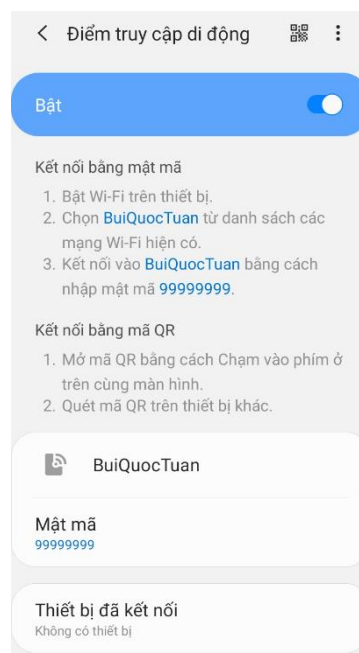 Điểm truy cập di động
Bật
Kết nối bằng mật mã
1. Bật Wi-Fi trên thiết bị.
2. Chọn BuiQuocTuan từ danh sách các
mạng Wi-Fi hiện có.
3. Kết nối vào BuiQuocTuan bằng cách
nhập mật mã 99999999.
Kết nối bằng mã QR
1. Mở mã QR bằng cách Chạm vào phím ở
trên cùng màn hình.
2. Quét mã QR trên thiết bị khác.
BuiQuocTuan
Mật mã
99999999
Thiết bị đã kết nối
Không có thiết bị